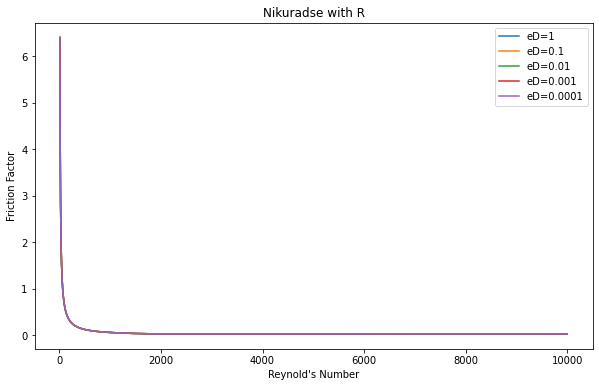 Nikuradse with R
eD=1
eD=0.1
eD=0.01
eD=0.001
eD=0.0001
Friction Factor
6
5
4
3
2
1
0
0 2000 4000 6000 8000 10000
Reynold's Number